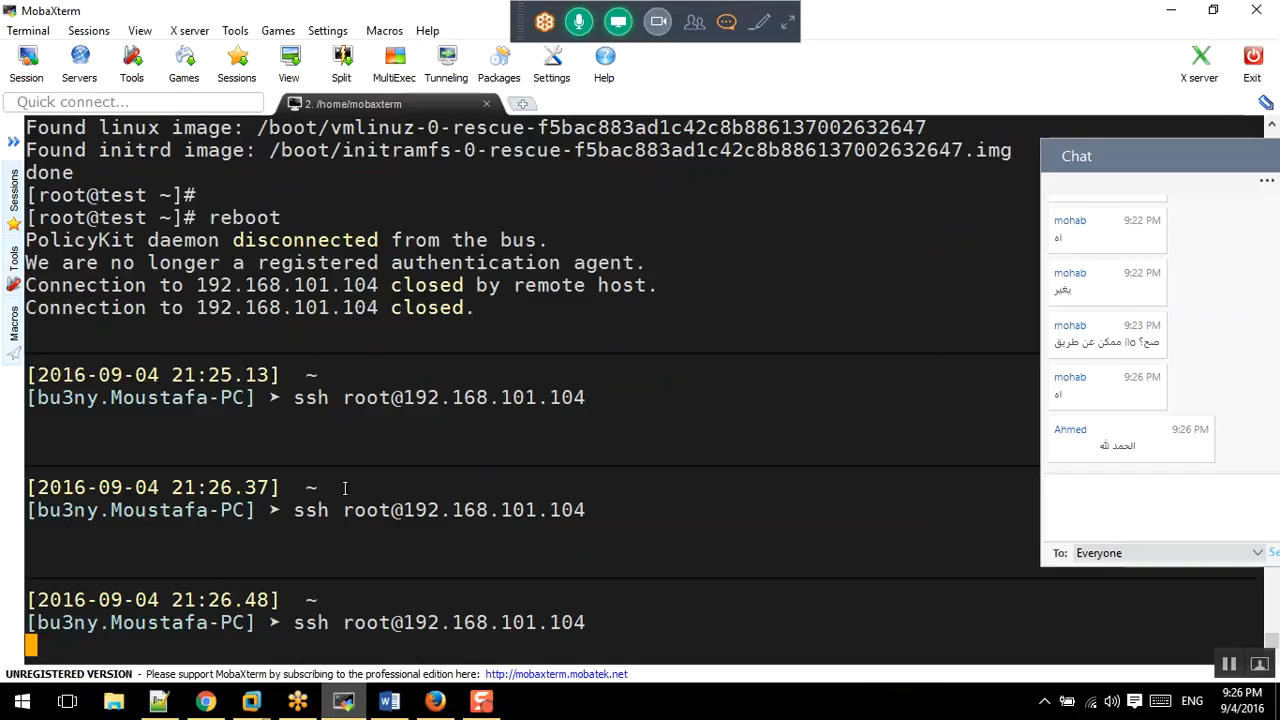 MobaXterm
Terminal Sessions View X server Tools Games Settings Macros Help
Session Servers Tools Games Sessions View Split MultiExec Tunneling Packages Settings Help X server Exit
Quick connect...
2. /home/mobaxterm
Sessions
Tools
Macros
Found linux image: /boot/vmlinuz-0-rescue-f5bac883ad1c42c8b886137002632647
Found initrd image: /boot/initramfs-0-rescue-f5bac883ad1c42c8b886137002632647.img
done
[root@test ~]#
[root@test ~]# reboot
PolicyKit daemon disconnected from the bus.
We are no longer a registered authentication agent.
Connection to 192.168.101.104 closed by remote host.
Connection to 192.168.101.104 closed.
[2016-09-04 21:25.13] ~
[bu3ny.Moustafa-PC] ➤ ssh root@192.168.101.104
[2016-09-04 21:26.37] ~
[bu3ny.Moustafa-PC] ➤ ssh root@192.168.101.104
[2016-09-04 21:26.48] ~
[bu3ny.Moustafa-PC] ➤ ssh root@192.168.101.104
Chat
mohab 9:22 PM
اه
mohab 9:22 PM
يغير
mohab 9:23 PM
ممكن عن طريق ilo صح؟
mohab 9:26 PM
اه
Ahmed 9:26 PM
الحمد لله
To: Everyone
UNREGISTERED VERSION - Please support MobaXterm by subscribing to the professional edition here: http://mobaxterm.mobatek.net
ENG
9:26 PM
9/4/2016